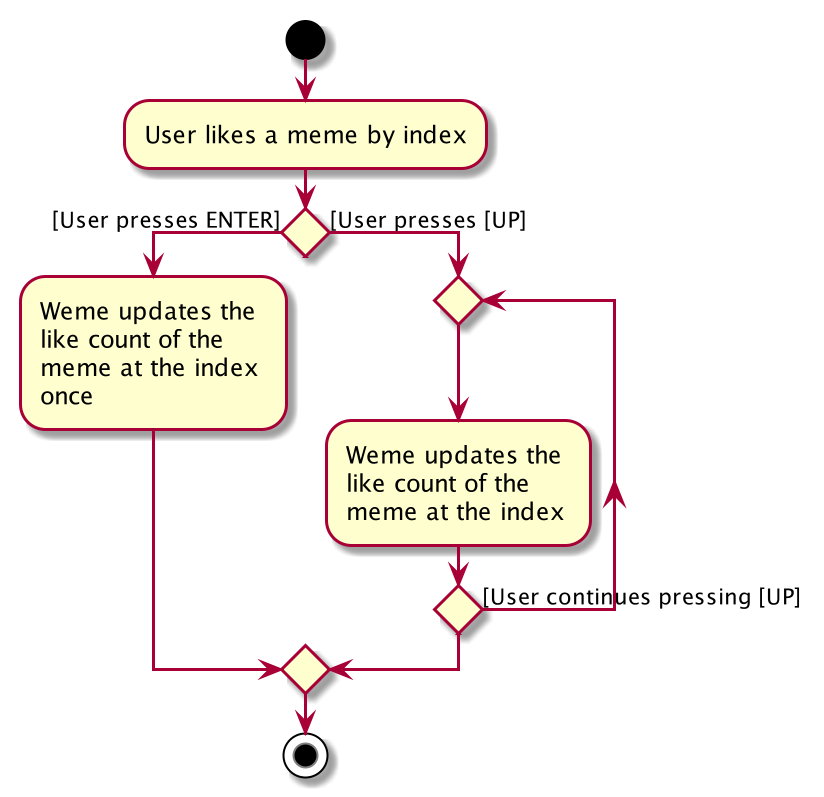 User likes a meme by index
[User presses ENTER]
[User presses [UP]
Weme updates the
like count of the
meme at the index
once
Weme updates the
like count of the
meme at the index
[User continues pressing [UP]